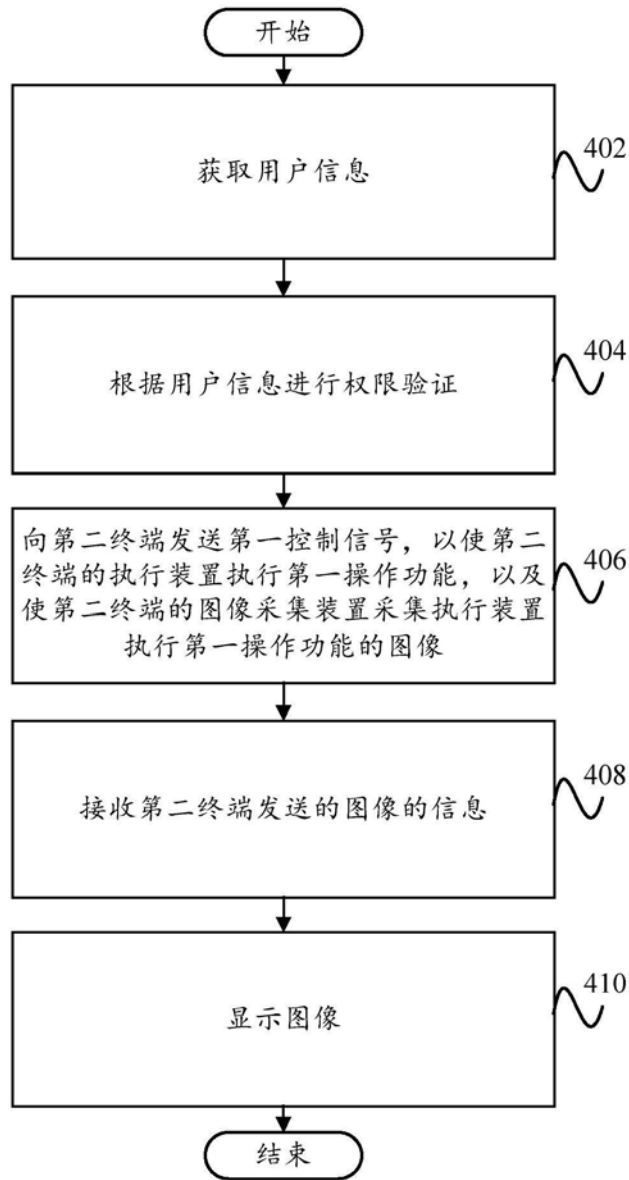 开始
获取用户信息
402
根据用户信息进行权限验证
404
向第二终端发送第一控制信号，以使第二
终端的执行装置执行第一操作功能，以及
使第二终端的图像采集装置采集执行装置
执行第一操作功能的图像
406
接收第二终端发送的图像的信息
408
显示图像
410
结束